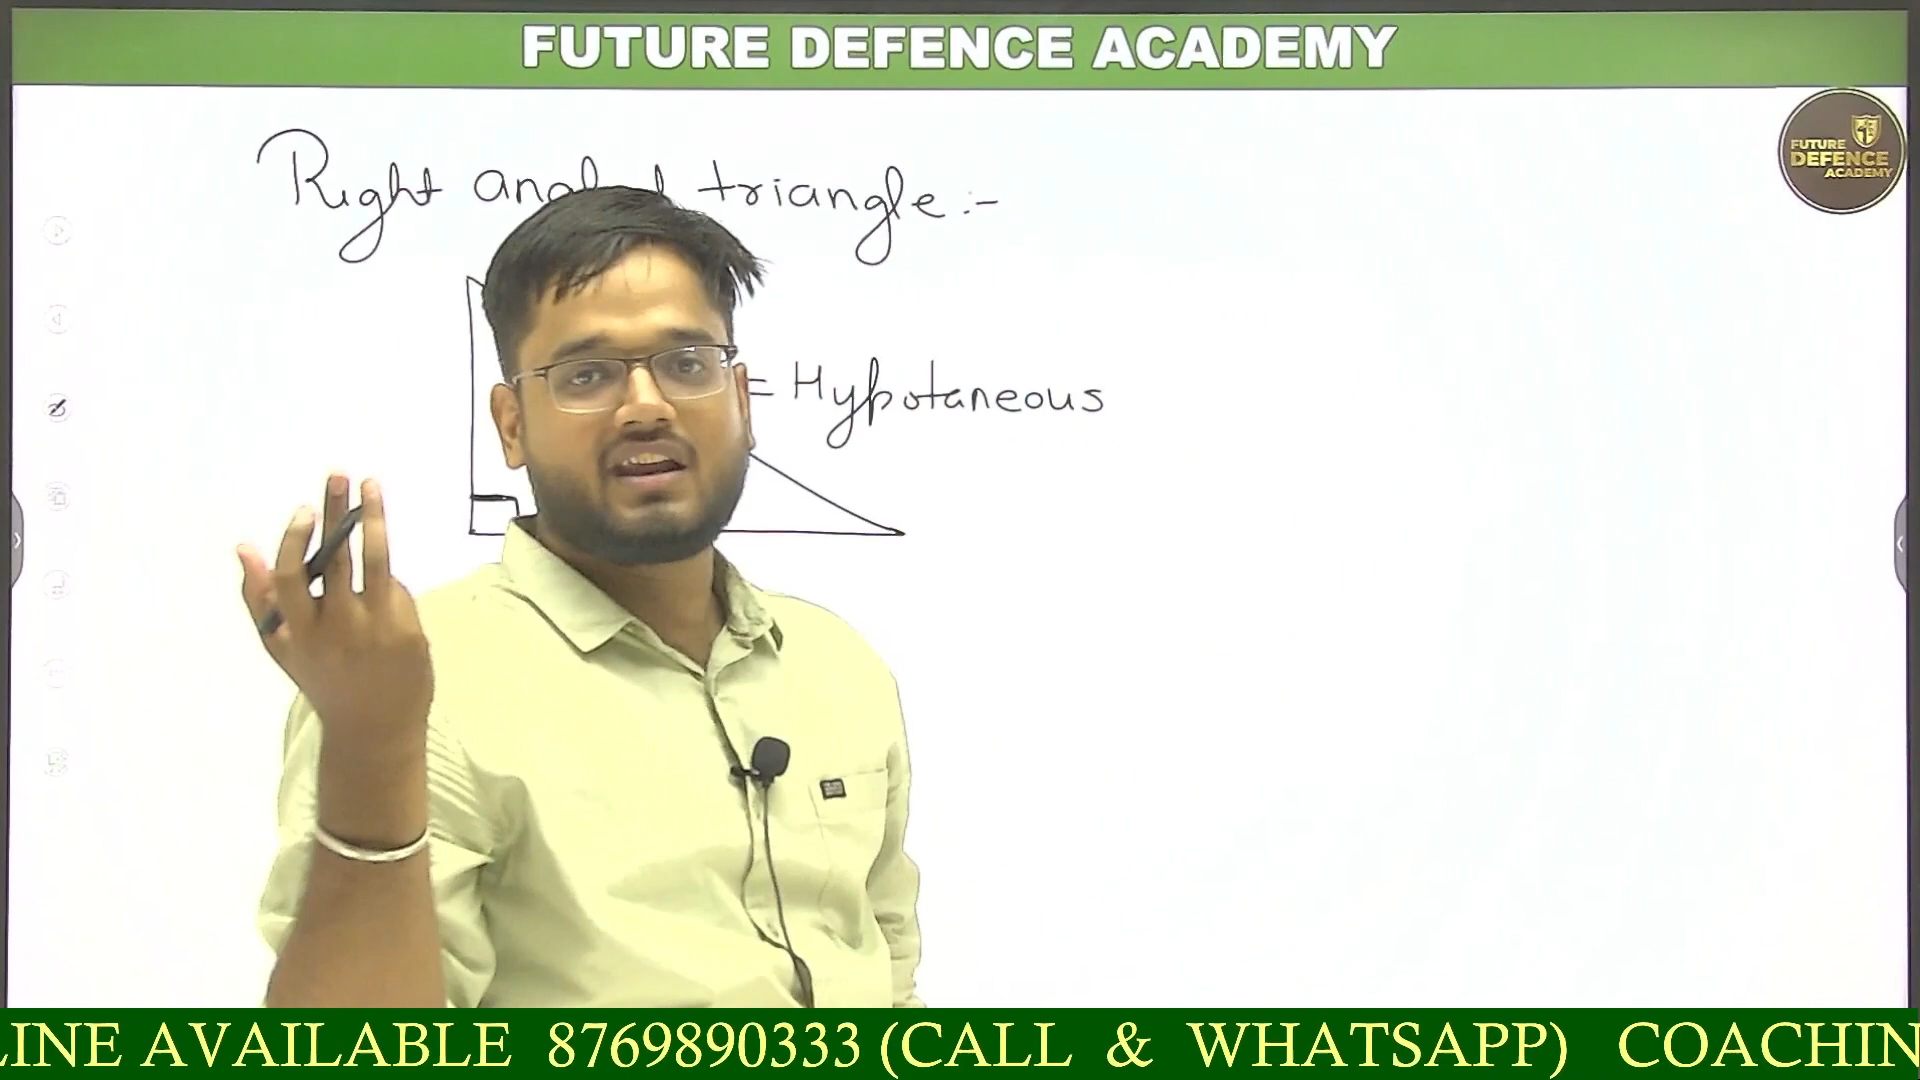 FUTURE DEFENCE ACADEMY
FUTURE
DEFENCE
ACADEMY
Right triangle :-
= Hypotaneous
LINE AVAILABLE 8769890333 (CALL & WHATSAPP) COACHIN